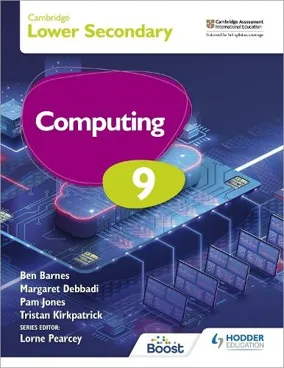 Cambridge
Lower Secondary
Cambridge Assessment
International Education
Endorsed for full syllabus coverage
Computing
9
Ben Barnes
Margaret Debbadi
Pam Jones
Tristan Kirkpatrick
SERIES EDITOR:
Lorne Pearcey
Boost
HODDER
EDUCATION